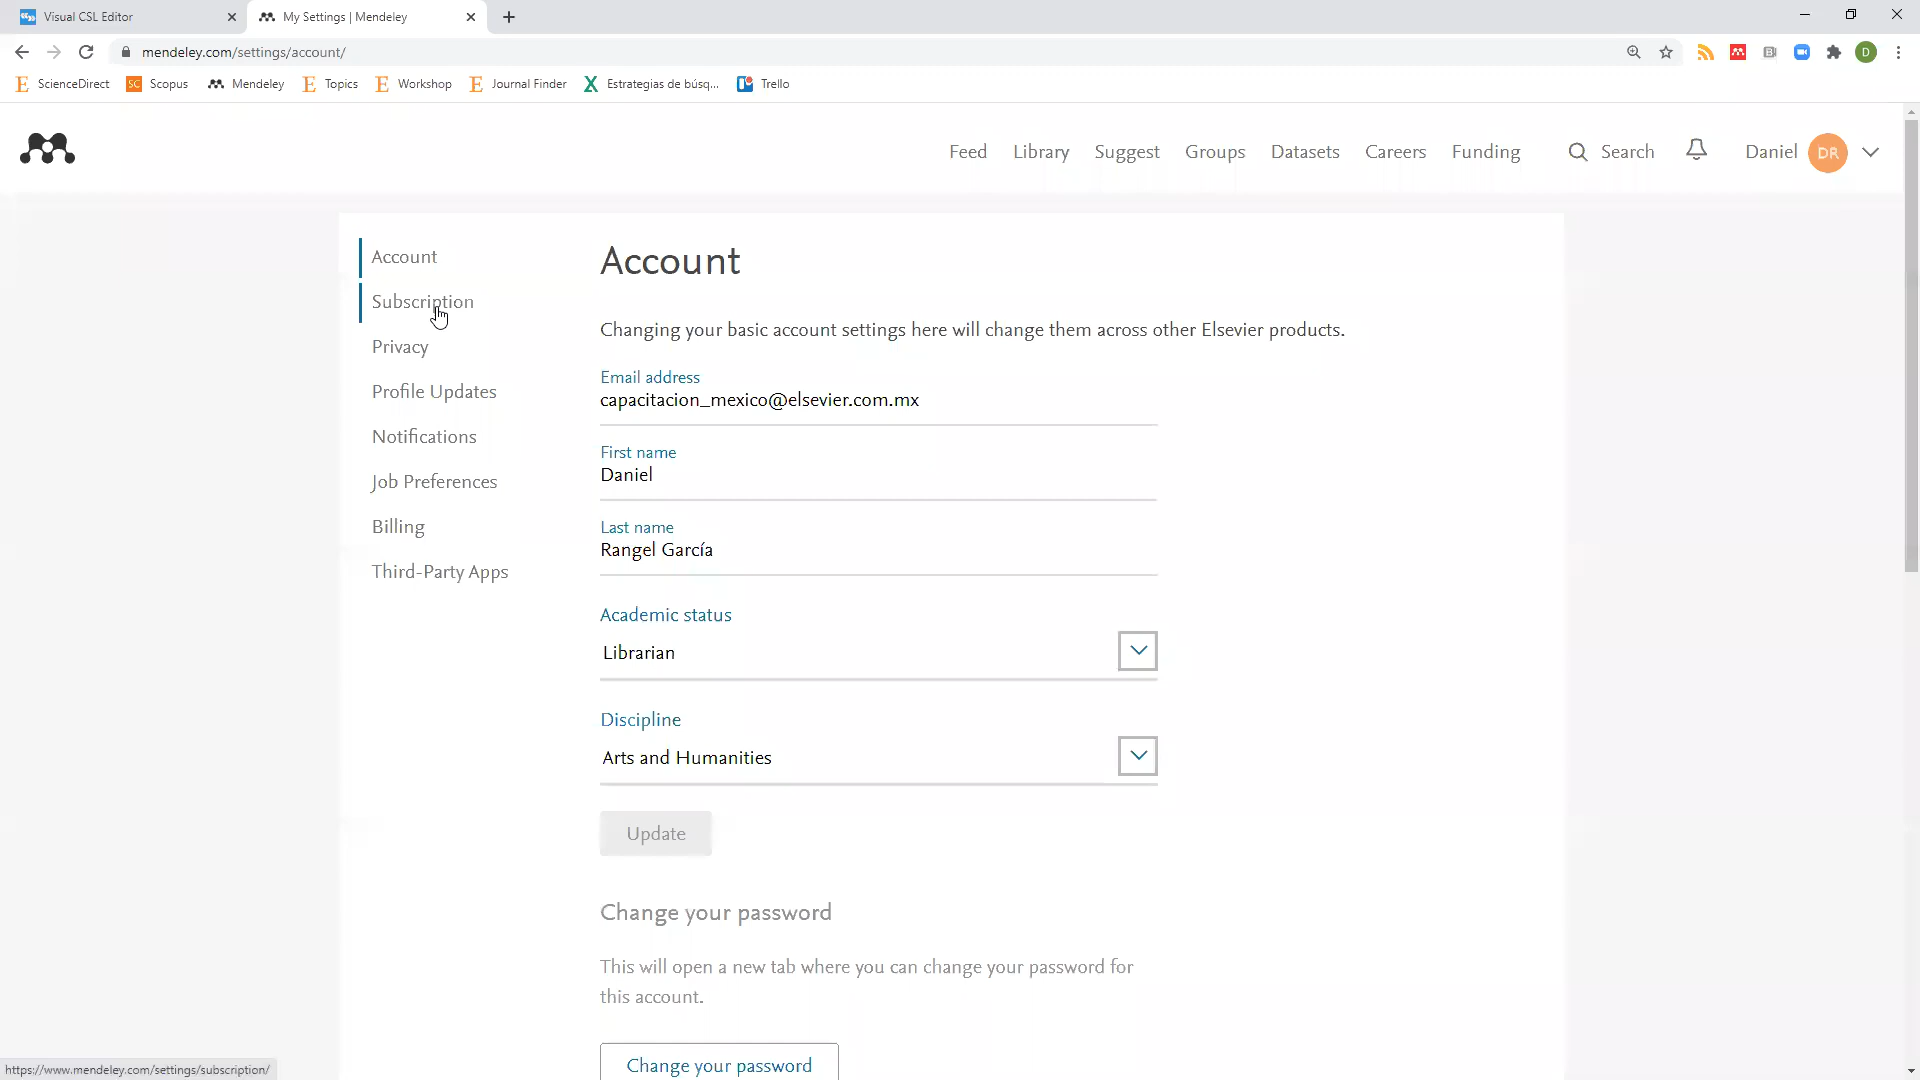 Visual CSL Editor
My Settings | Mendeley
mendeley.com/settings/account/
D
ScienceDirect
SC Scopus
Mendeley
Topics
Workshop
Journal Finder
Estrategias de búsq...
Trello
Feed
Library
Suggest
Groups
Datasets
Careers
Funding
Search
Daniel
DR
Account
Subscription
Privacy
Profile Updates
Notifications
Job Preferences
Billing
Third-Party Apps
Account
Changing your basic account settings here will change them across other Elsevier products.
Email address
capacitacion_mexico@elsevier.com.mx
First name
Daniel
Last name
Rangel García
Academic status
Librarian
Discipline
Arts and Humanities
Update
Change your password
This will open a new tab where you can change your password for
this account.
Change your password
https://www.mendeley.com/settings/subscription/